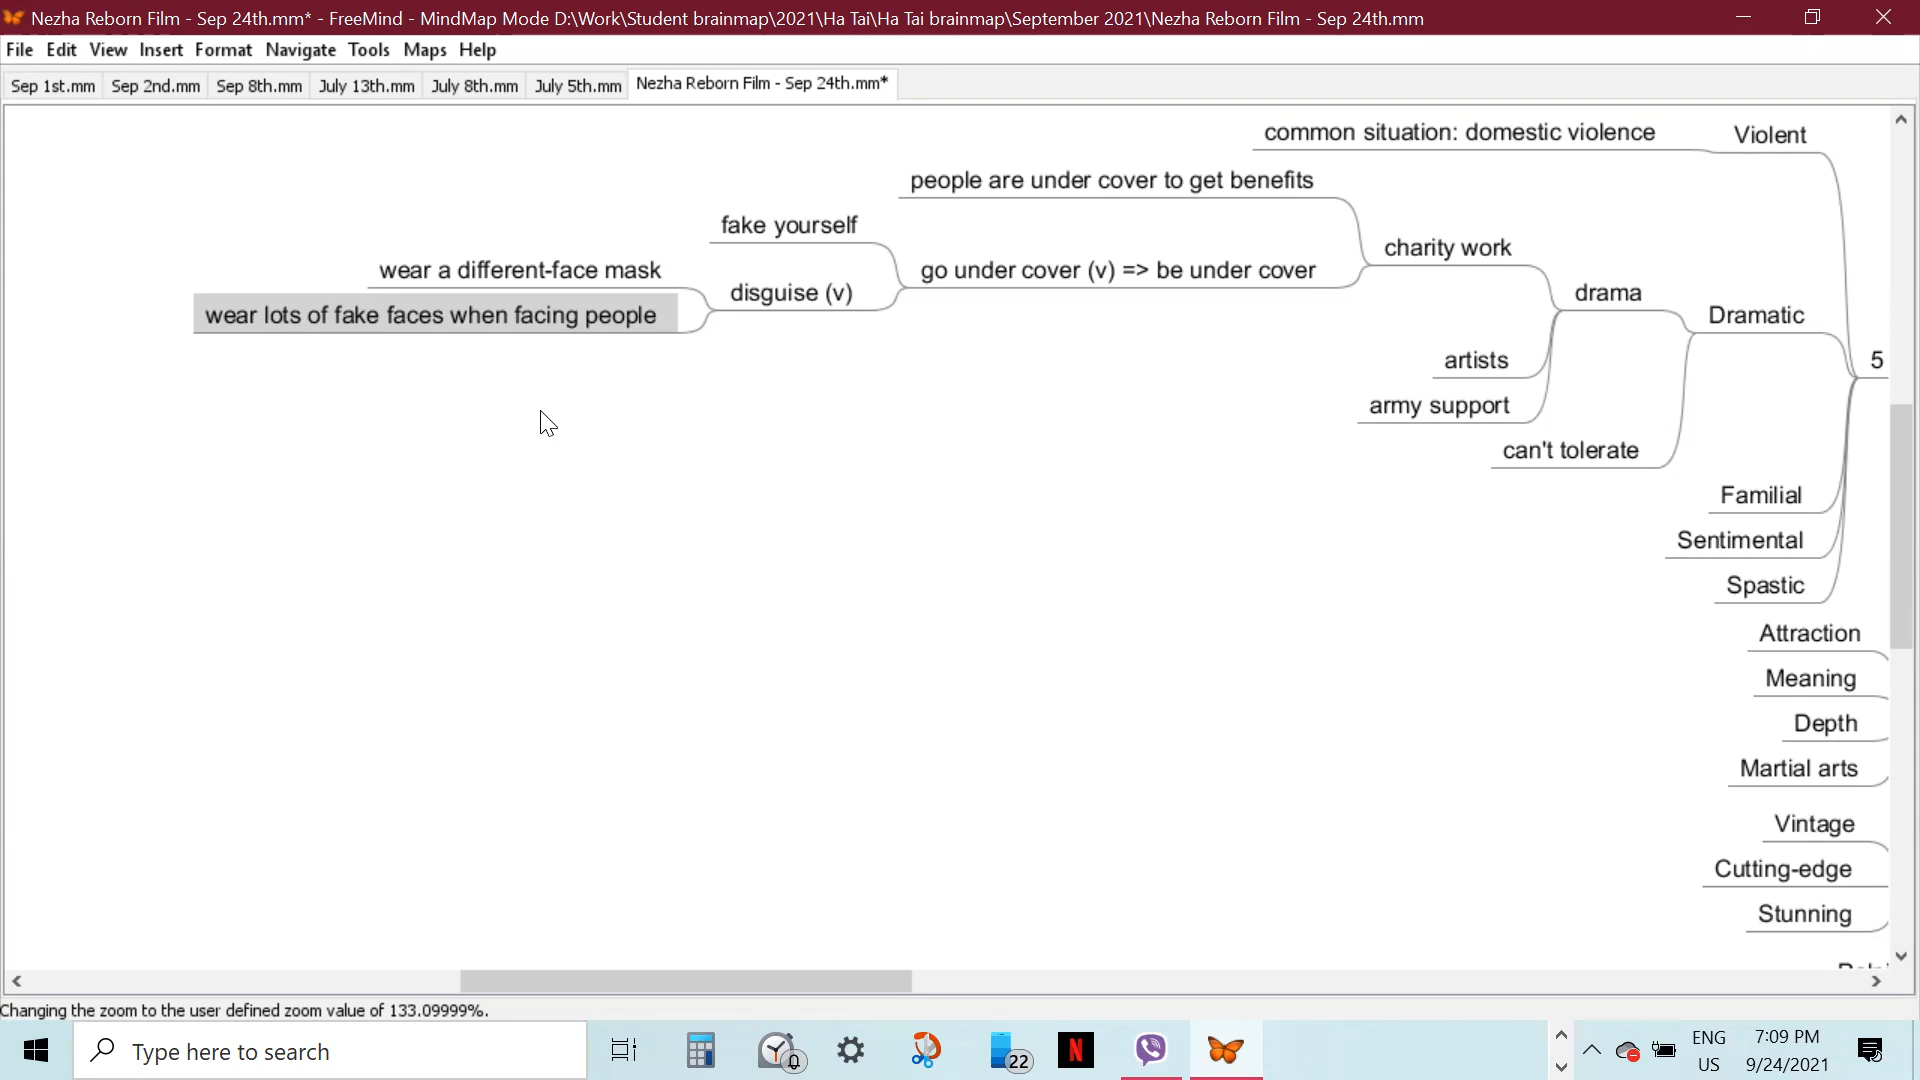 Nezha Reborn Film - Sep 24th.mm* - FreeMind - MindMap Mode D:\Work\Student brainmap\2021\Ha Tai\Ha Tai brainmap\September 2021\Nezha Reborn Film - Sep 24th.mm
File Edit View Insert Format Navigate Tools Maps Help
Sep 1st.mm Sep 2nd.mm Sep 8th.mm July 13th.mm July 8th.mm July 5th.mm Nezha Reborn Film - Sep 24th.mm*
common situation: domestic violence Violent
people are under cover to get benefits
fake yourself
charity work
wear a different-face mask
go under cover (v) => be under cover
disguise (v)
drama
wear lots of fake faces when facing people
Dramatic
artists
5
army support
can't tolerate
Familial
Sentimental
Spastic
Attraction
Meaning
Depth
Martial arts
Vintage
Cutting-edge
Stunning
Changing the zoom to the user defined zoom value of 133.09999%.
Type here to search
22
N
ENG
US
7:09 PM
9/24/2021